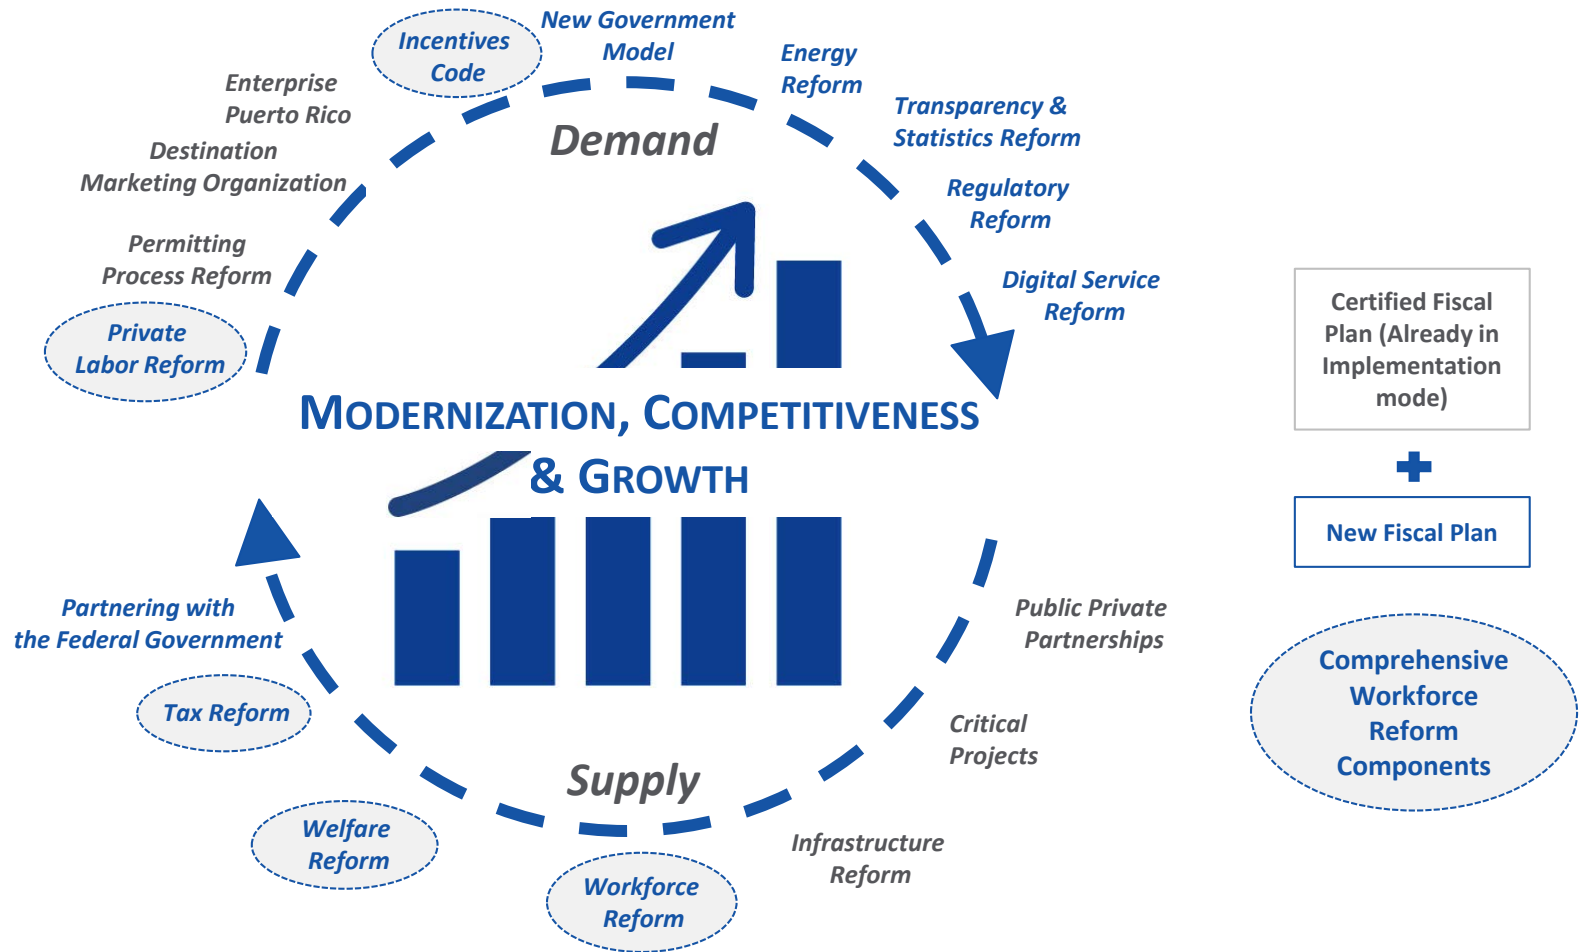 Incentives
Code
New Government
Model
Energy
Reform
Transparency &
Statistics Reform
Regulatory
Reform
Digital Service
Reform
Enterprise
Puerto Rico
Destination
Marketing Organization
Permitting
Process Reform
Private
Labor Reform
Demand
MODERNIZATION, COMPETITIVENESS
& GROWTH
Partnering with
the Federal Government
Tax Reform
Welfare
Reform
Workforce
Reform
Supply
Infrastructure
Reform
Critical
Projects
Public Private
Partnerships
Certified Fiscal
Plan (Already in
Implementation
mode)
New Fiscal Plan
Comprehensive
Workforce
Reform
Components